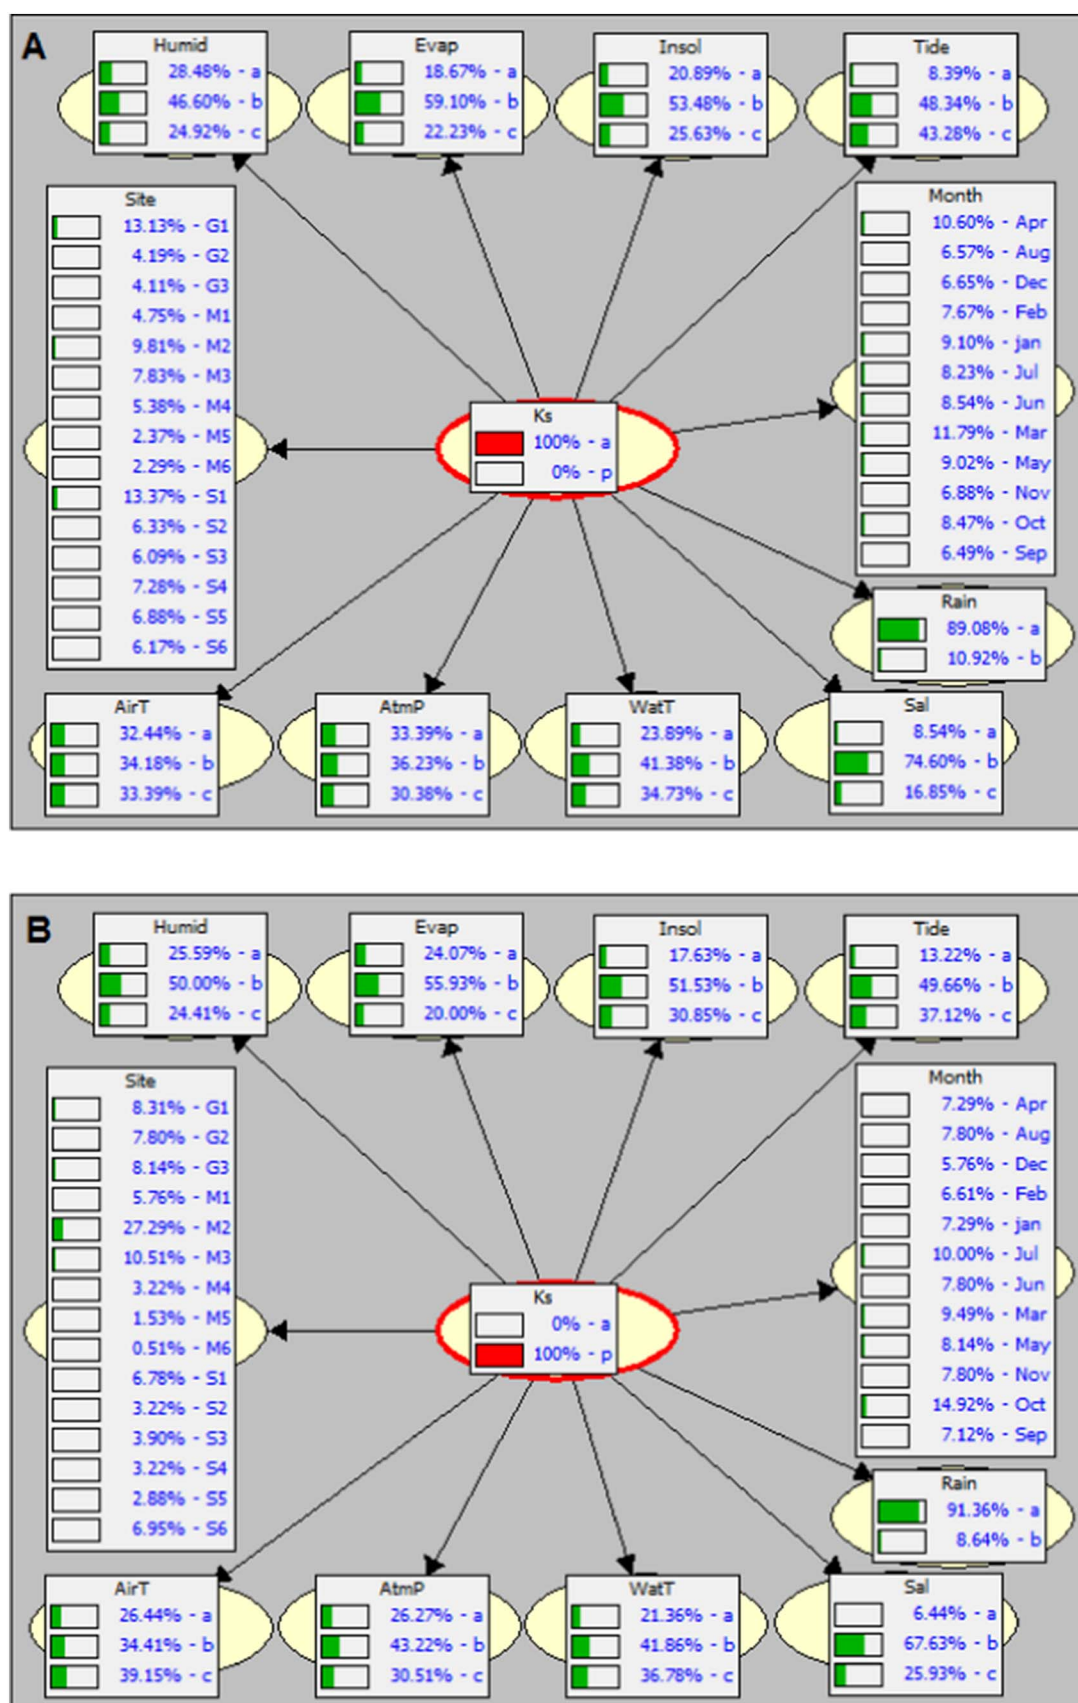 A
Humid
28.48% - a
46.60% - b
24.92% - c
Evap
18.67% - a
59.10% - b
22.23% - c
Insol
20.89% - a
53.48% - b
25.63% - c
Tide
8.39% - a
48.34% - b
43.28% - c
Site
13.13% - G1
4.19% - G2
4.11% - G3
4.75% - M1
9.81% - M2
7.83% - M3
5.38% - M4
2.37% - M5
2.29% - M6
13.37% - S1
6.33% - S2
6.09% - S3
7.28% - S4
6.88% - S5
6.17% - S6
Ks
100% - a
0% - p
Month
10.60% - Apr
6.57% - Aug
6.65% - Dec
7.67% - Feb
9.10% - jan
8.23% - Jul
8.54% - Jun
11.79% - Mar
9.02% - May
6.88% - Nov
8.47% - Oct
6.49% - Sep
Rain
89.08% - a
10.92% - b
AirT
32.44% - a
34.18% - b
33.39% - c
AtmP
33.39% - a
36.23% - b
30.38% - c
WatT
23.89% - a
41.38% - b
34.73% - c
Sal
8.54% - a
74.60% - b
16.85% - c
B
Humid
25.59% - a
50.00% - b
24.41% - c
Evap
24.07% - a
55.93% - b
20.00% - c
Insol
17.63% - a
51.53% - b
30.85% - c
Tide
13.22% - a
49.66% - b
37.12% - c
Site
8.31% - G1
7.80% - G2
8.14% - G3
5.76% - M1
27.29% - M2
10.51% - M3
3.22% - M4
1.53% - M5
0.51% - M6
6.78% - S1
3.22% - S2
3.90% - S3
3.22% - S4
2.88% - S5
6.95% - S6
Ks
0% - a
100% - p
Month
7.29% - Apr
7.80% - Aug
5.76% - Dec
6.61% - Feb
7.29% - jan
10.00% - Jul
7.80% - Jun
9.49% - Mar
8.14% - May
7.80% - Nov
14.92% - Oct
7.12% - Sep
Rain
91.36% - a
8.64% - b
AirT
26.44% - a
34.41% - b
39.15% - c
AtmP
26.27% - a
43.22% - b
30.51% - c
WatT
21.36% - a
41.86% - b
36.78% - c
Sal
6.44% - a
67.63% - b
25.93% - c